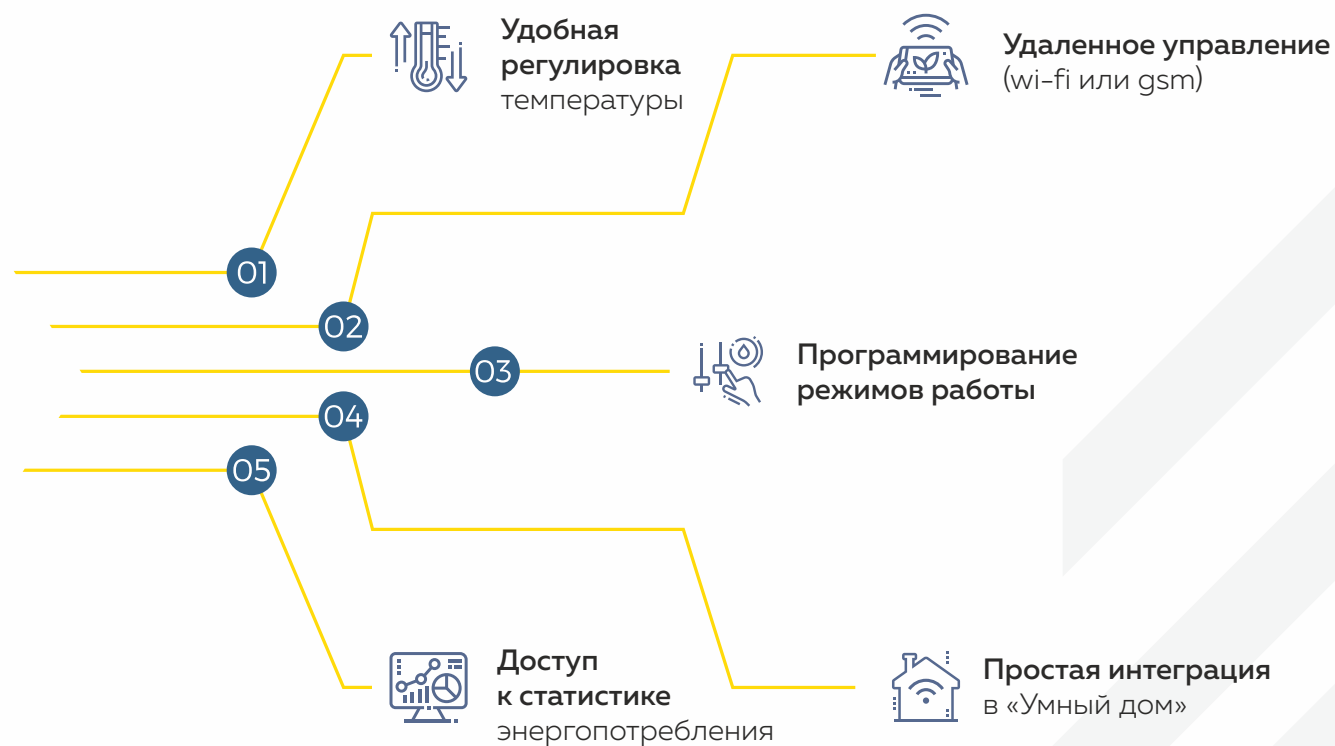 01
Удобная
регулировка
температуры
02
Удаленное управление
(wi-fi или gsm)
03
Программирование
режимов работы
04
Простая интеграция
в «Умный дом»
05
Доступ
к статистике
энергопотребления